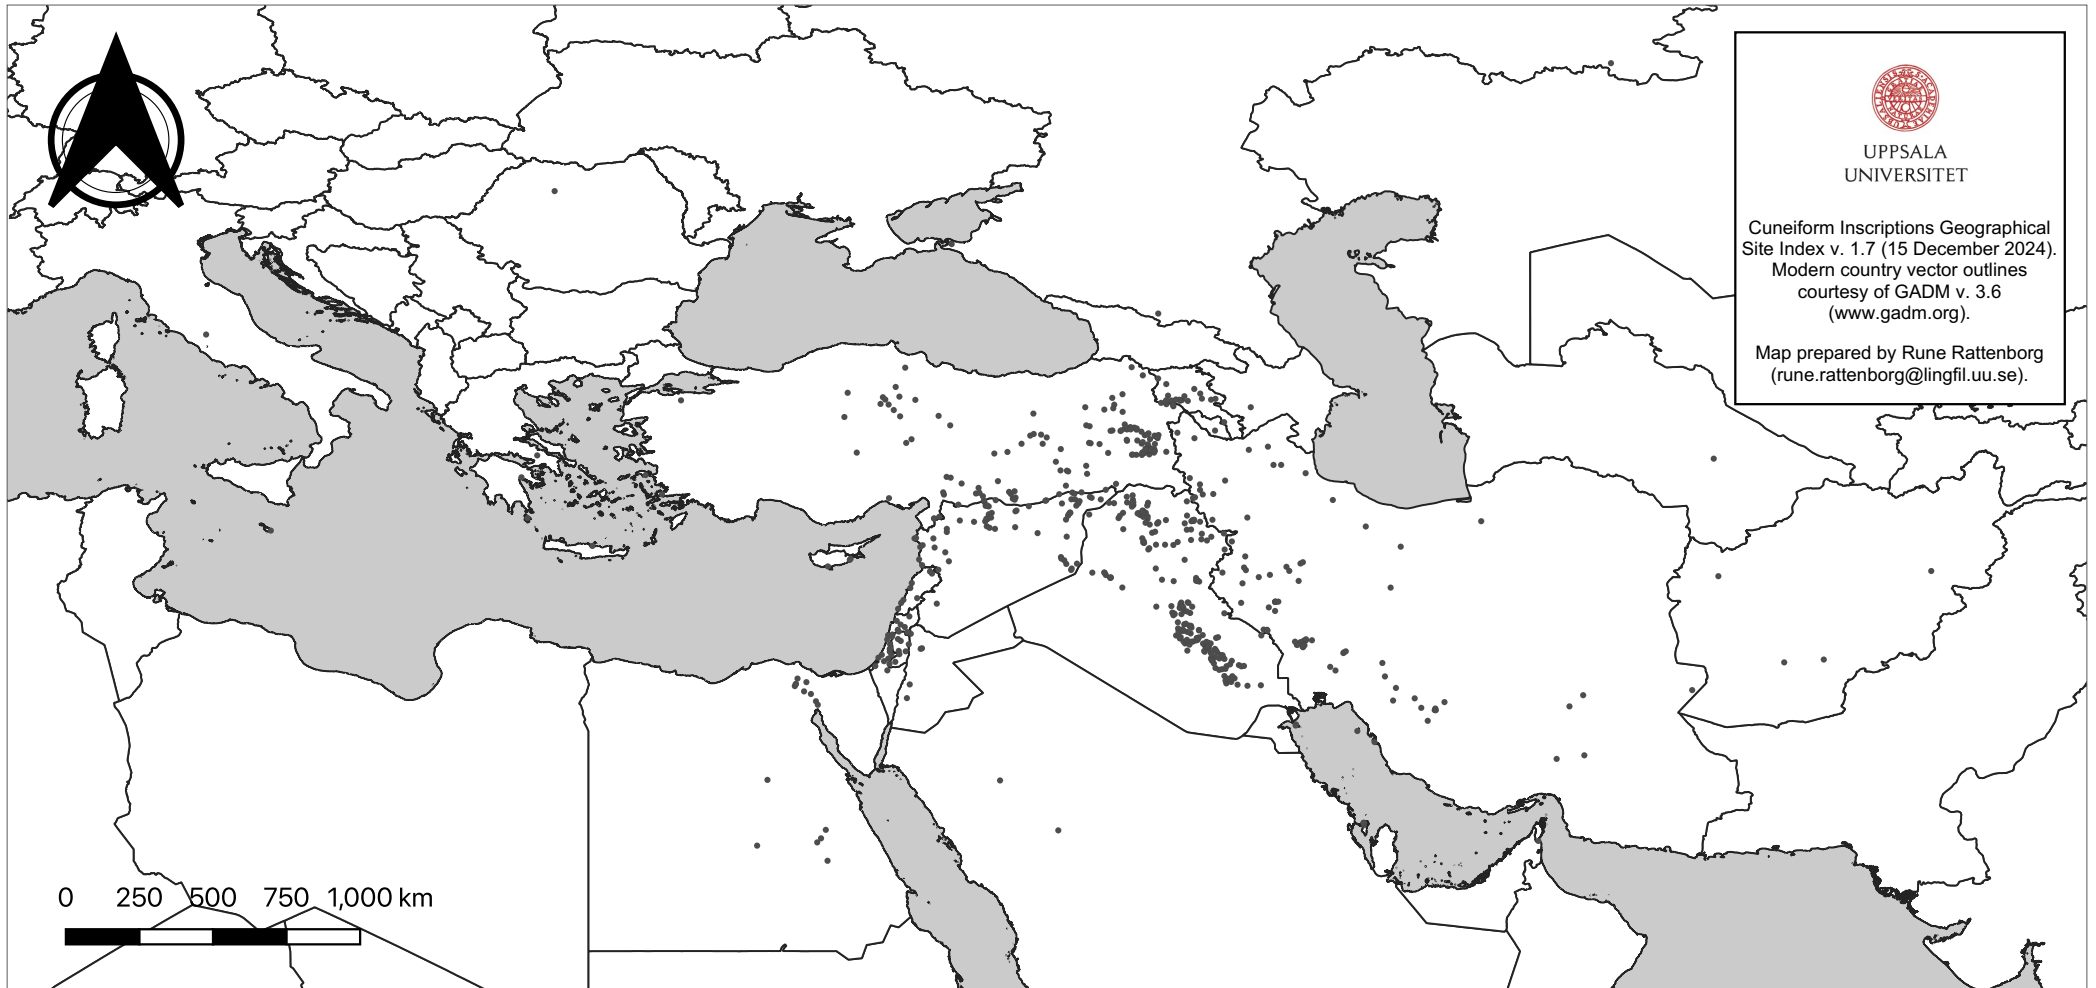 UPPSALA
UNIVERSITET
Cuneiform Inscriptions Geographical
Site Index v. 1.7 (15 December 2024).
Modern country vector outlines
courtesy of GADM v. 3.6
(www.gadm.org).
Map prepared by Rune Rattenborg
(rune.rattenborg@lingfil.uu.se).
0 250 500 750 1,000 km